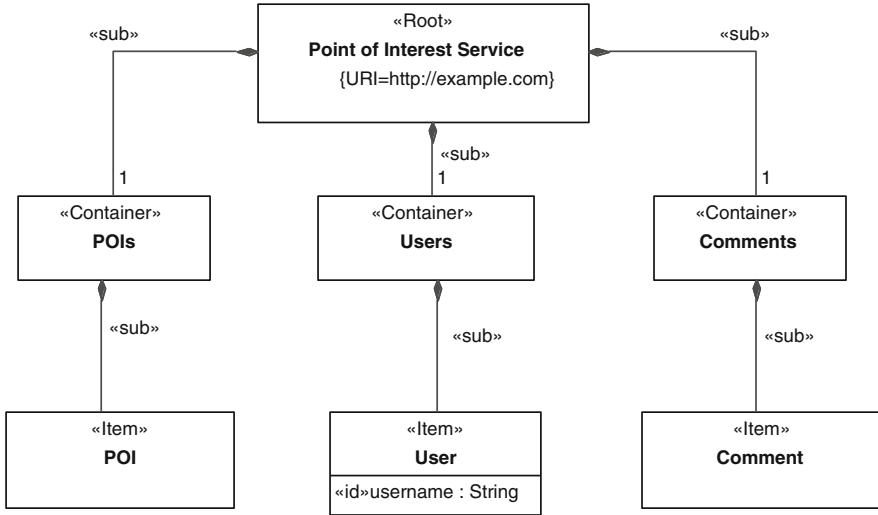 «Root»
Point of Interest Service
{URI=http://example.com}
«sub»
«sub»
«sub»
1
1
1
«Container»
POIs
«Container»
Users
«Container»
Comments
«sub»
«sub»
«sub»
«Item»
POI
«Item»
User
«id»username : String
«Item»
Comment